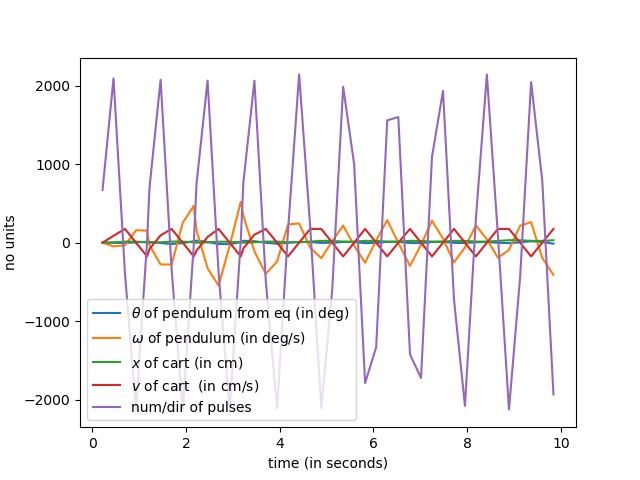 2000
1000
0
−1000
−2000
no units
θ of pendulum from eq (in deg)
ω of pendulum (in deg/s)
x of cart (in cm)
v of cart  (in cm/s)
num/dir of pulses
0 2 4 6 8 10
time (in seconds)